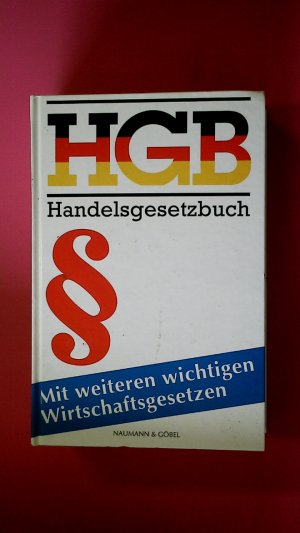 HGB
Handelsgesetzbuch
§
Mit weiteren wichtigen
Wirtschaftsgesetzen
NAUMANN & GÖBEL